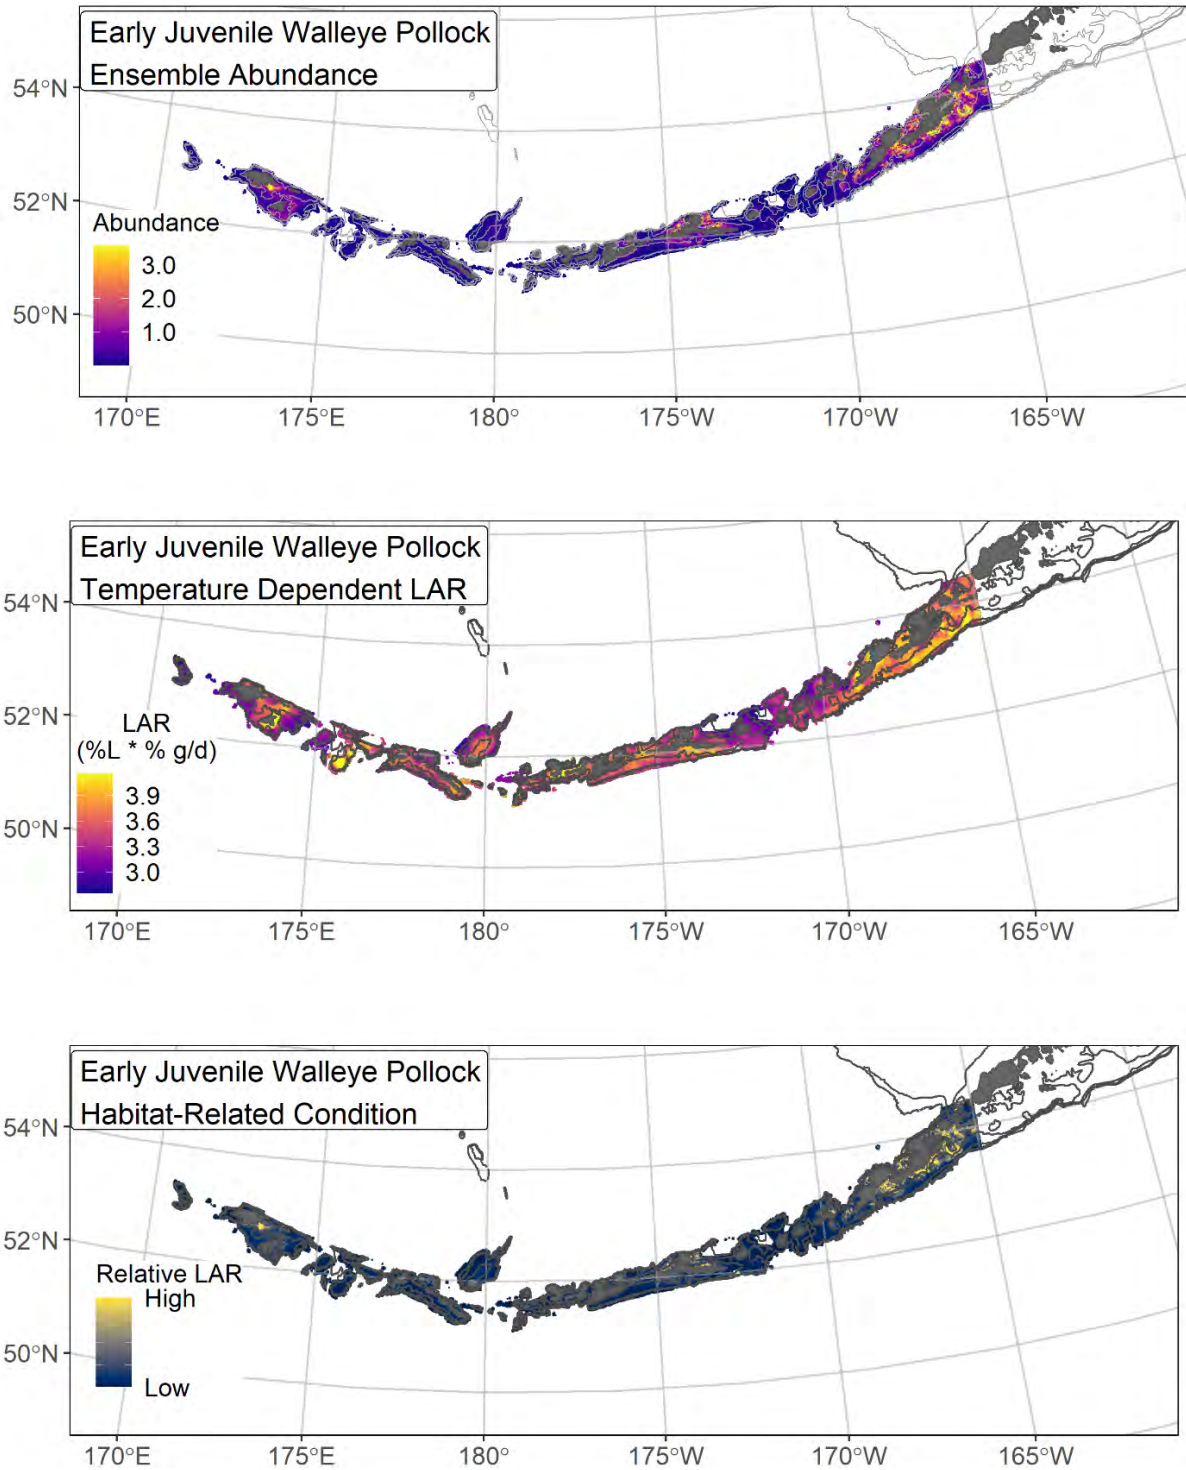 Early Juvenile Walleye Pollock
Ensemble Abundance
54°N
52°N
50°N
Abundance
3.0
2.0
1.0
170°E 175°E 180° 175°W 170°W 165°W
Early Juvenile Walleye Pollock
Temperature Dependent LAR
54°N
52°N
50°N
LAR
(%L * % g/d)
3.9
3.6
3.3
3.0
170°E 175°E 180° 175°W 170°W 165°W
Early Juvenile Walleye Pollock
Habitat-Related Condition
54°N
52°N
50°N
Relative LAR
High
Low
170°E 175°E 180° 175°W 170°W 165°W